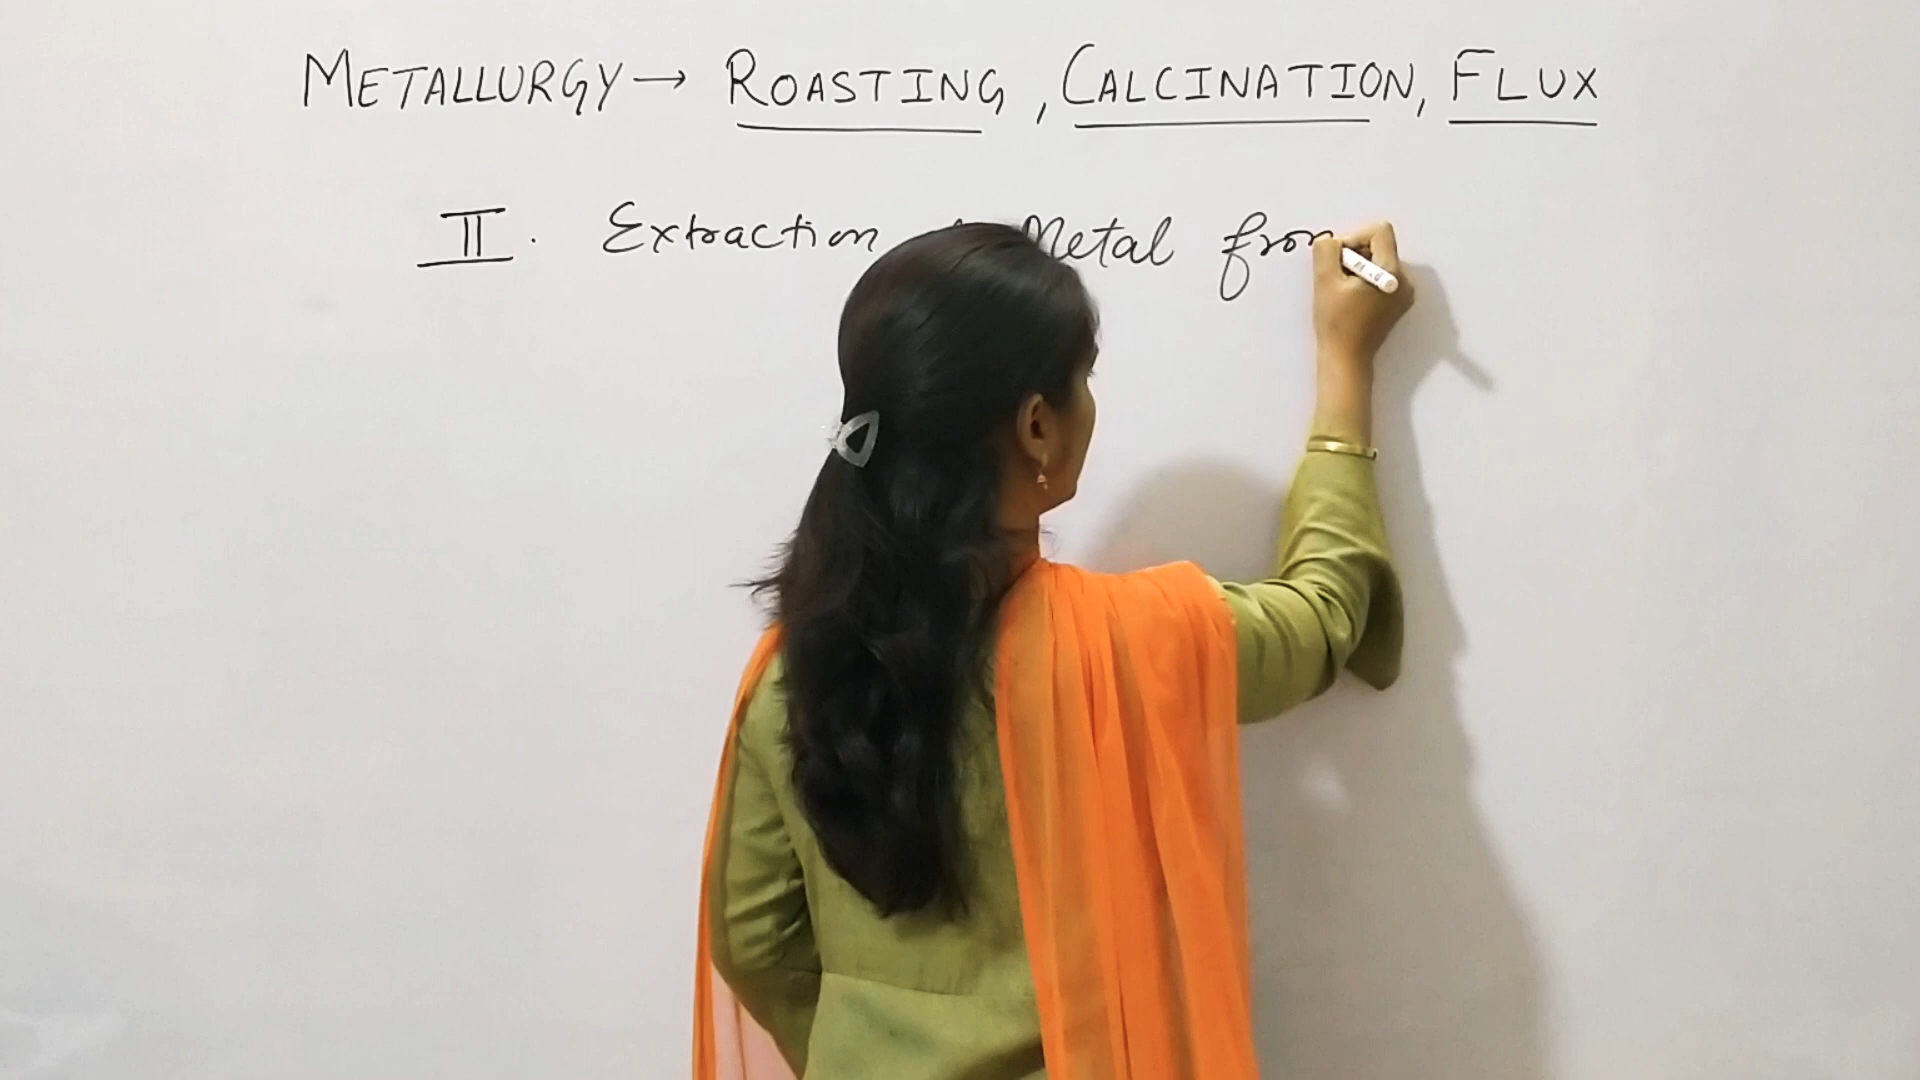 METALLURGY → ROASTING, CALCINATION, FLUX
II. Extraction Metal from